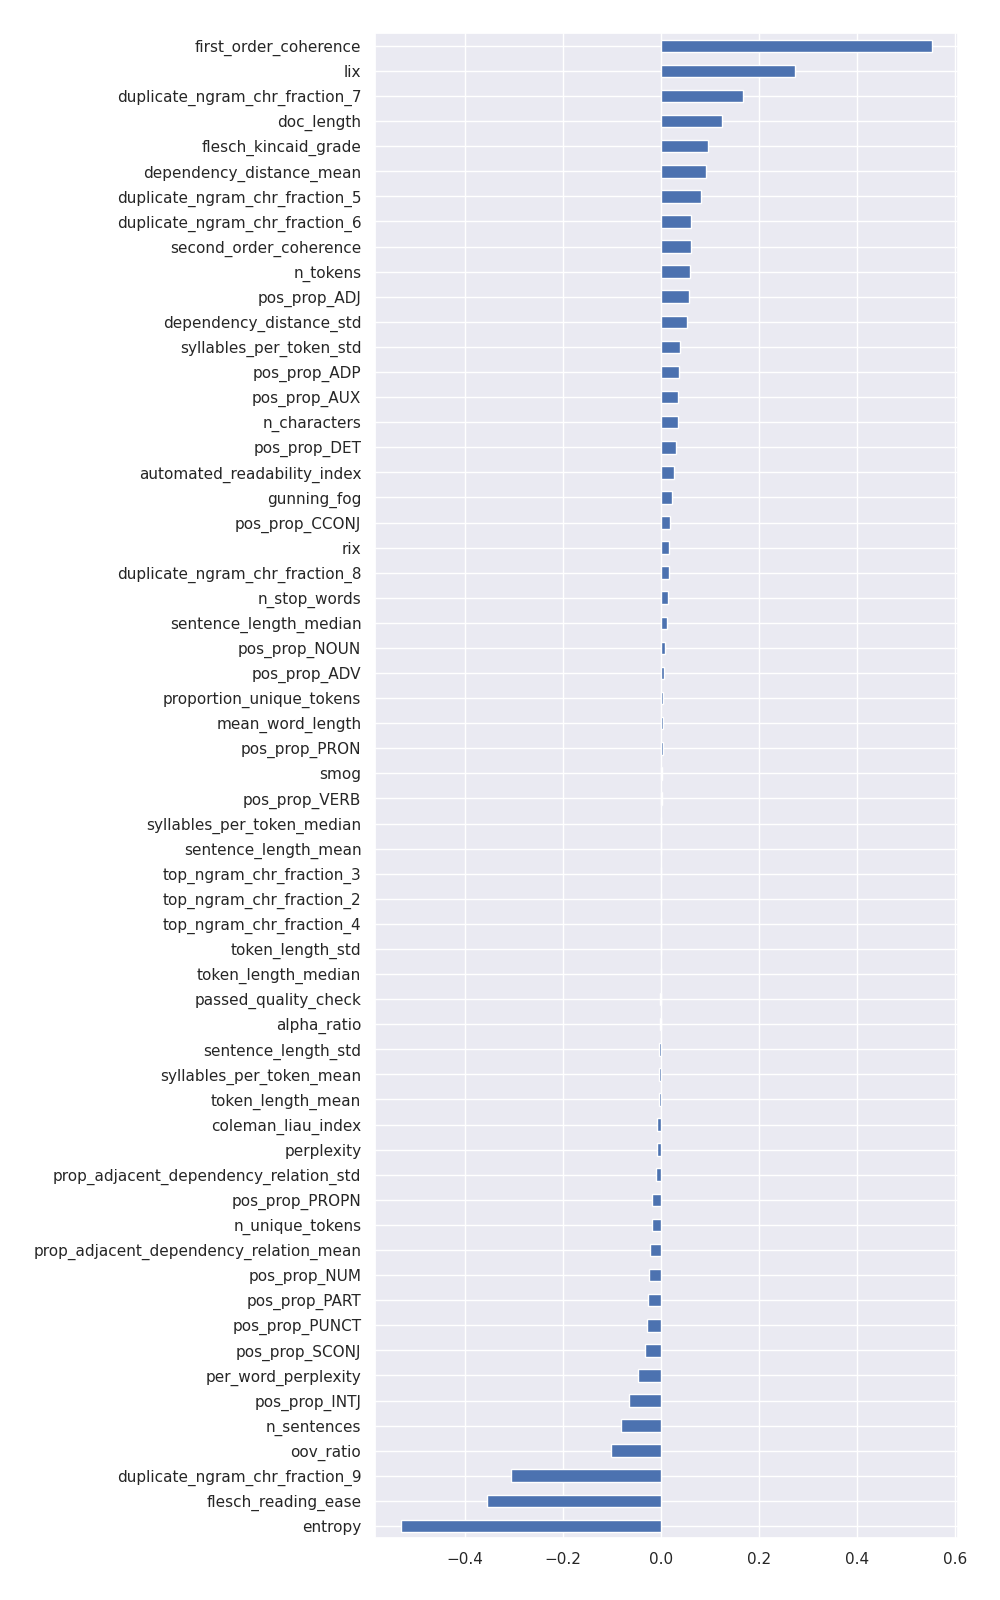 first_order_coherence
lix
duplicate_ngram_chr_fraction_7
doc_length
flesch_kincaid_grade
dependency_distance_mean
duplicate_ngram_chr_fraction_5
duplicate_ngram_chr_fraction_6
second_order_coherence
n_tokens
pos_prop_ADJ
dependency_distance_std
syllables_per_token_std
pos_prop_ADP
pos_prop_AUX
n_characters
pos_prop_DET
automated_readability_index
gunning_fog
pos_prop_CCONJ
rix
duplicate_ngram_chr_fraction_8
n_stop_words
sentence_length_median
pos_prop_NOUN
pos_prop_ADV
proportion_unique_tokens
mean_word_length
pos_prop_PRON
smog
pos_prop_VERB
syllables_per_token_median
sentence_length_mean
top_ngram_chr_fraction_3
top_ngram_chr_fraction_2
top_ngram_chr_fraction_4
token_length_std
token_length_median
passed_quality_check
alpha_ratio
sentence_length_std
syllables_per_token_mean
token_length_mean
coleman_liau_index
perplexity
prop_adjacent_dependency_relation_std
pos_prop_PROPN
n_unique_tokens
prop_adjacent_dependency_relation_mean
pos_prop_NUM
pos_prop_PART
pos_prop_PUNCT
pos_prop_SCONJ
per_word_perplexity
pos_prop_INTJ
n_sentences
oov_ratio
duplicate_ngram_chr_fraction_9
flesch_reading_ease
entropy
−0.4 −0.2 0.0 0.2 0.4 0.6